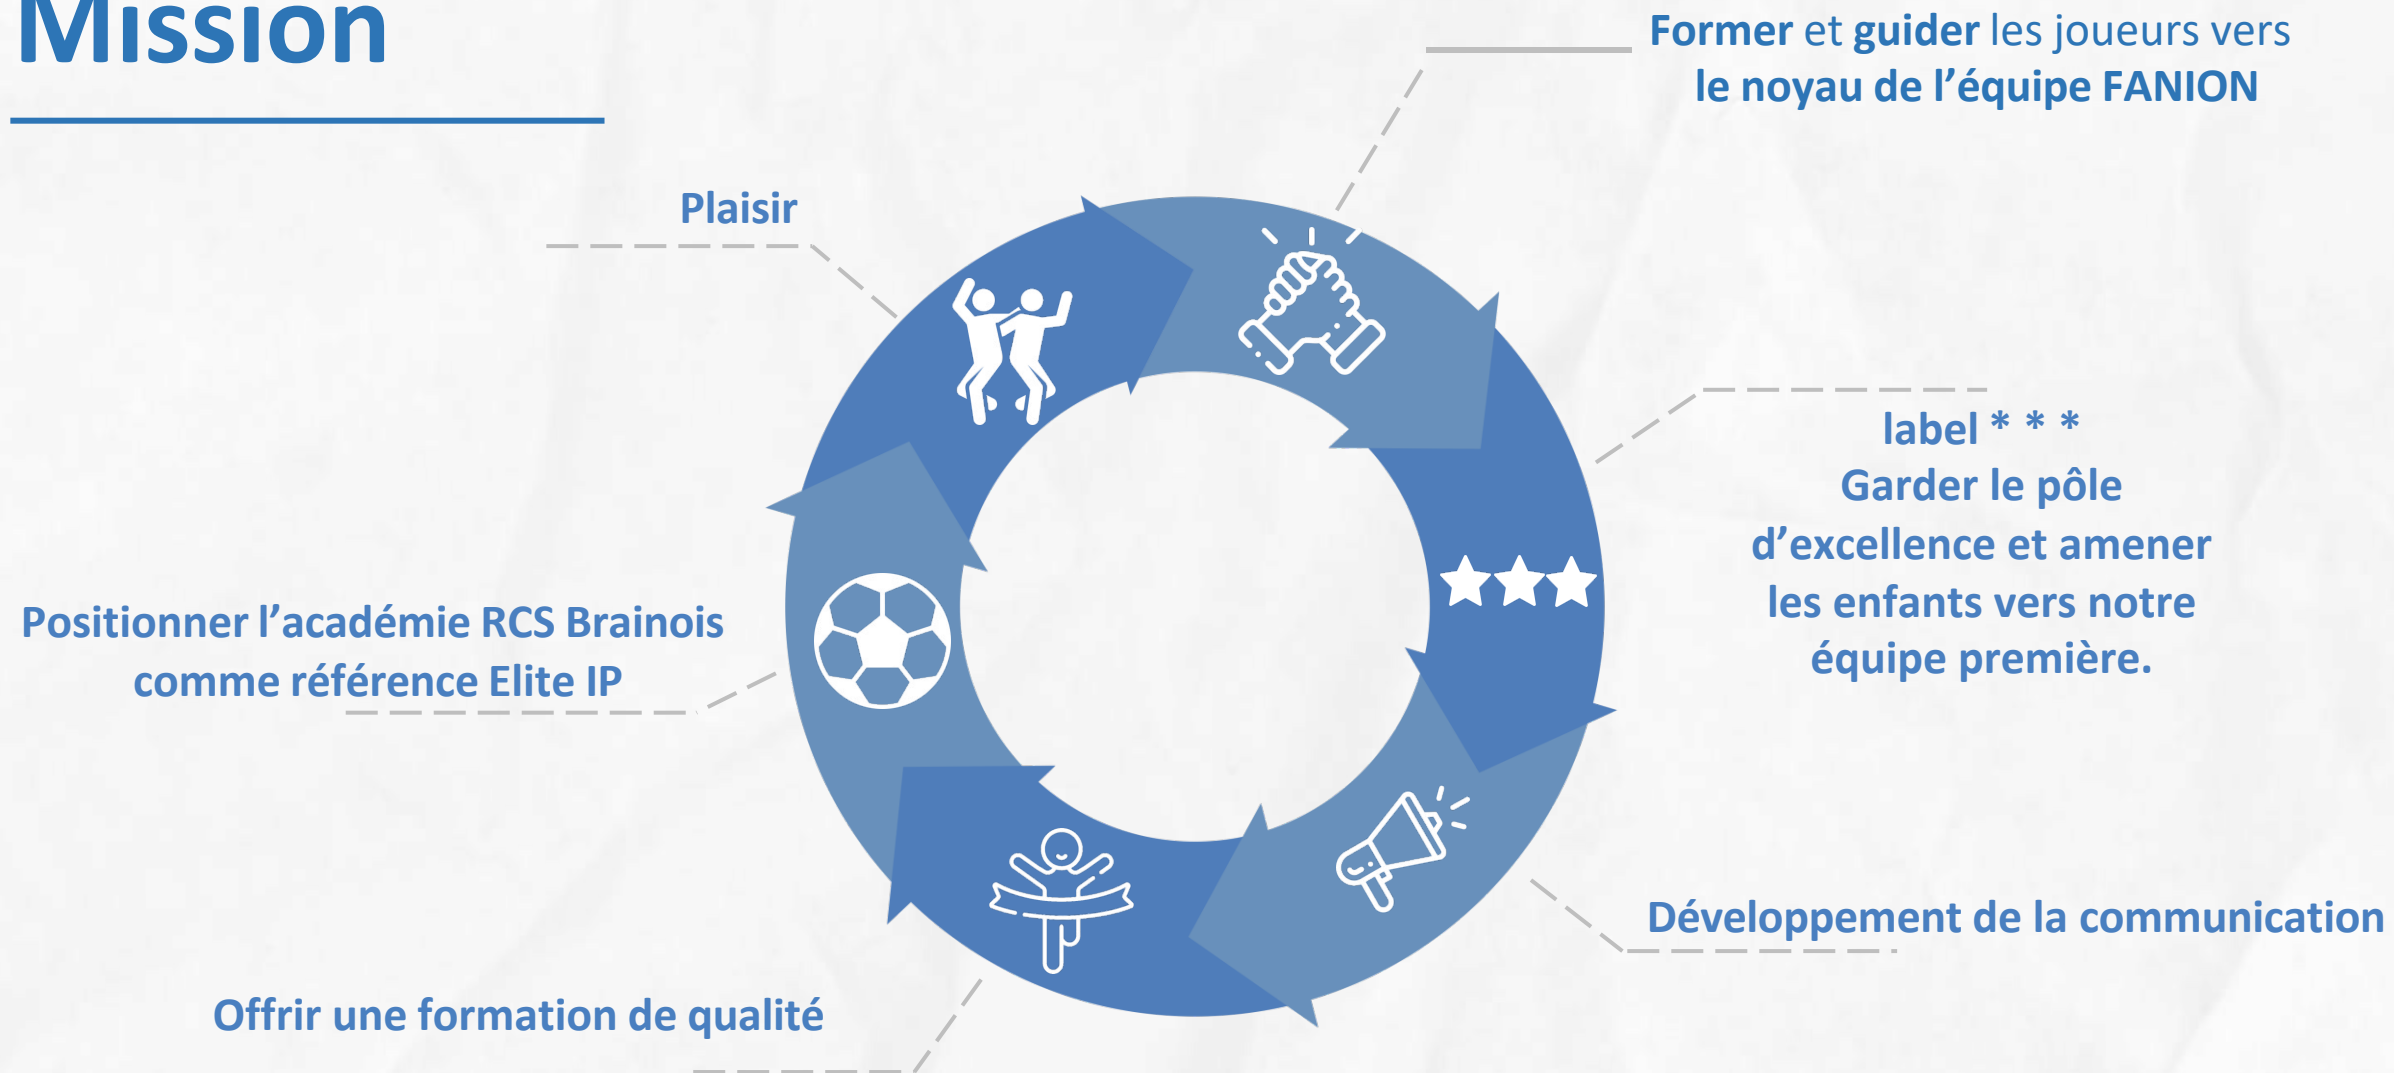 Mission
Former et guider les joueurs vers
le noyau de l’équipe FANION
Plaisir
label * * *
Garder le pôle
d’excellence et amener
les enfants vers notre
équipe première.
Positionner l’académie RCS Brainois
comme référence Elite IP
Développement de la communication
Offrir une formation de qualité